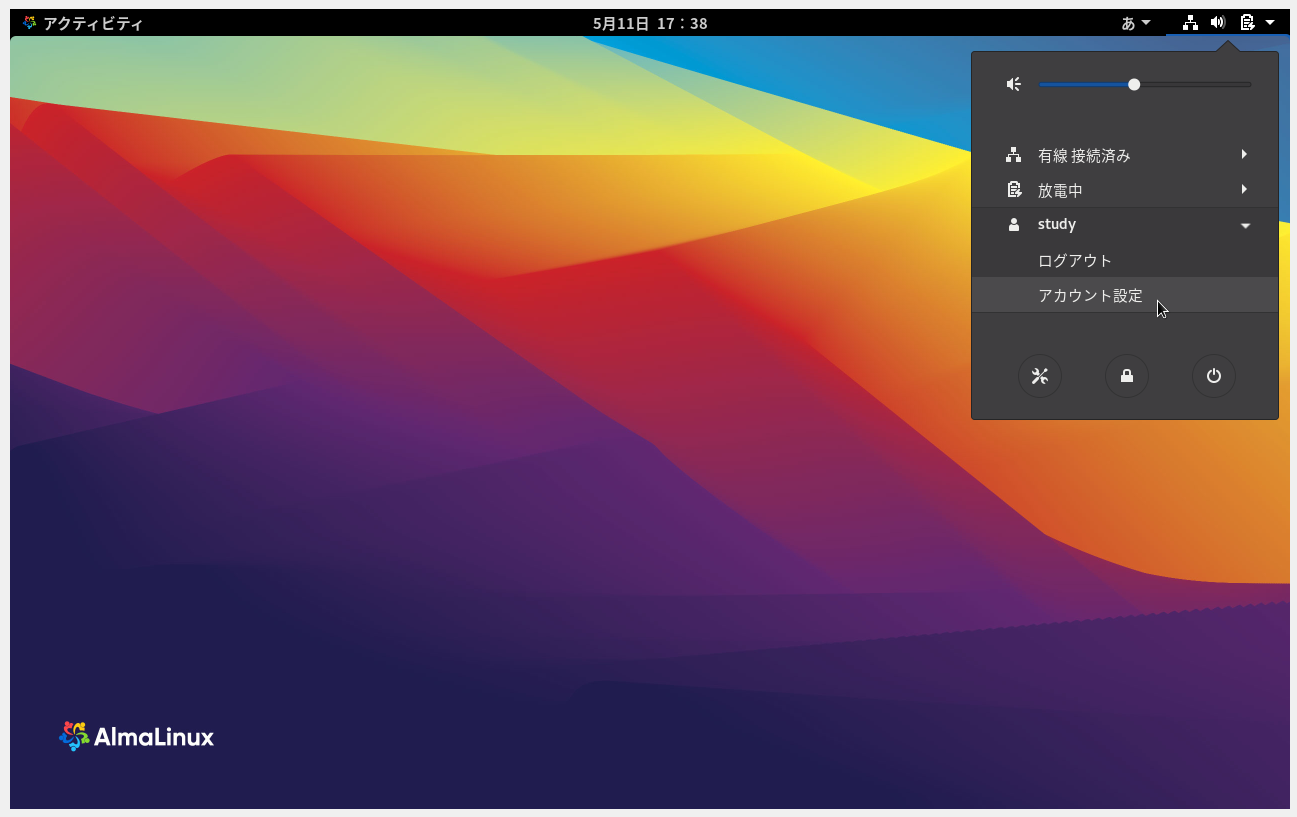 アクティビティ
5月11日 17：38
あ
有線 接続済み
放電中
study
ログアウト
アカウント設定
AlmaLinux